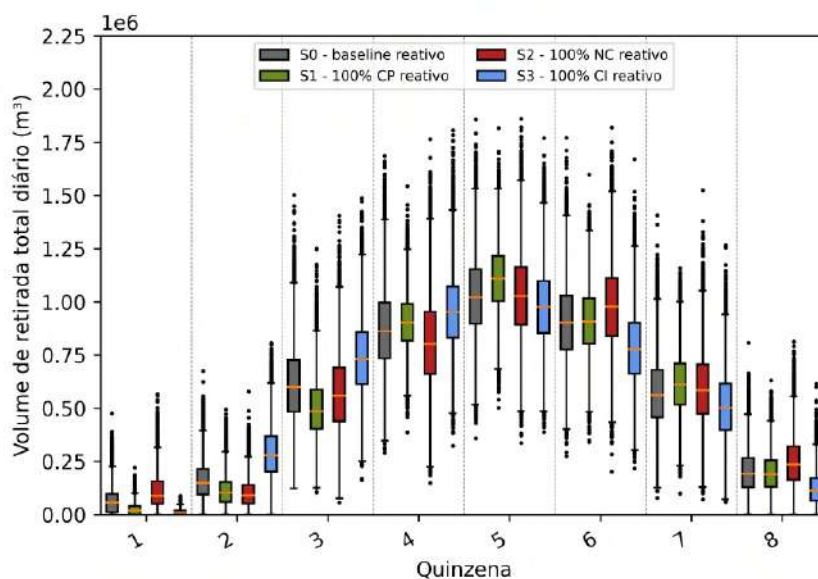 1e6
2.25
2.00
1.75
1.50
1.25
1.00
0.75
0.50
0.25
0.00
Volume de retirada total diário (m³)
S0 - baseline reativo
S1 - 100% CP reativo
S2 - 100% NC reativo
S3 - 100% CI reativo
1 2 3 4 5 6 7 8
Quinzena